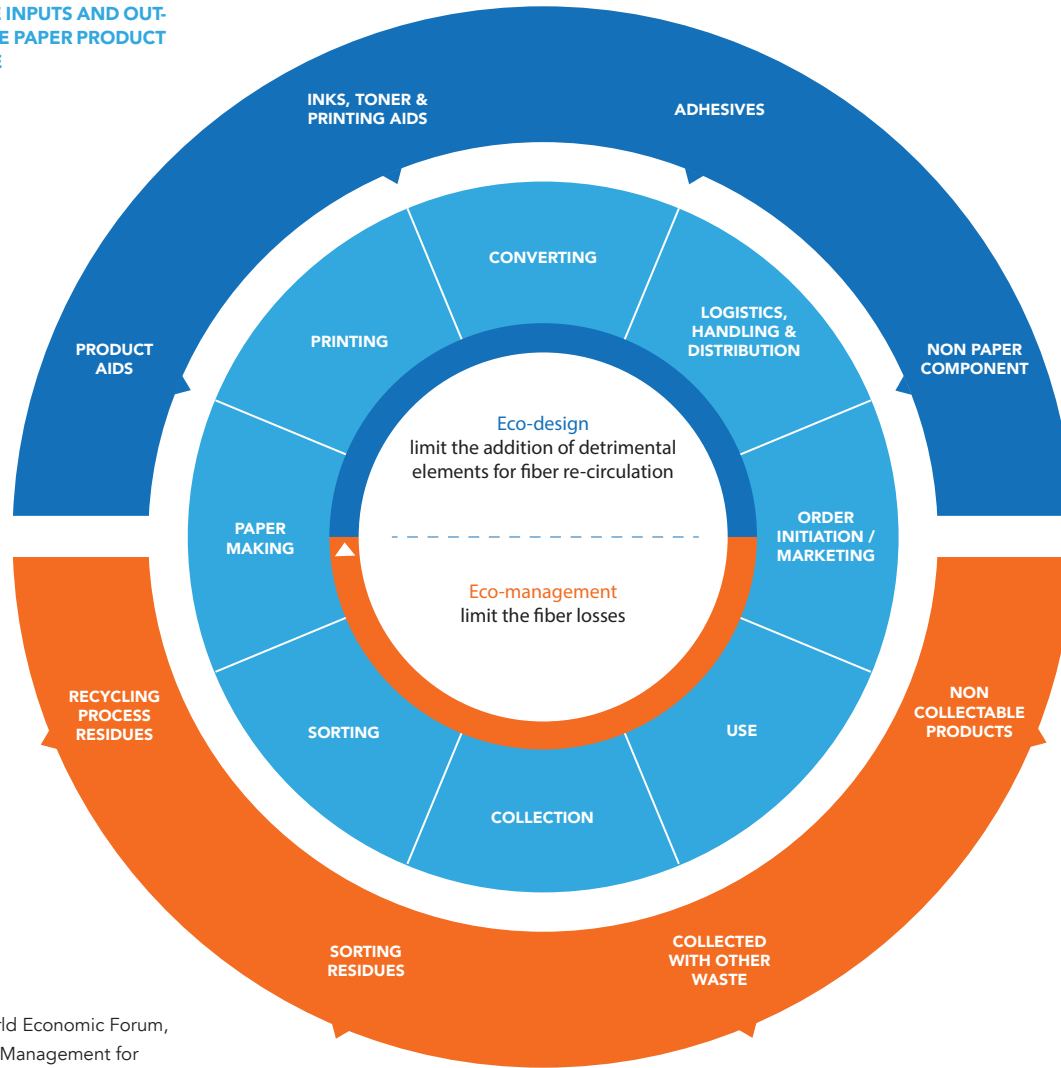 INPUTS AND OUT-
PAPER PRODUCT
INKS, TONER &
PRINTING AIDS
ADHESIVES
CONVERTING
LOGISTICS,
HANDLING &
DISTRIBUTION
PRINTING
PRODUCT
AIDS
NON PAPER
COMPONENT
Eco-design
limit the addition of detrimental
elements for fiber re-circulation
PAPER
MAKING
ORDER
INITIATION /
MARKETING
Eco-management
limit the fiber losses
RECYCLING
PROCESS
RESIDUES
NON
COLLECTABLE
PRODUCTS
SORTING
USE
COLLECTION
SORTING
RESIDUES
COLLECTED
WITH OTHER
WASTE
Economic Forum,
Management for